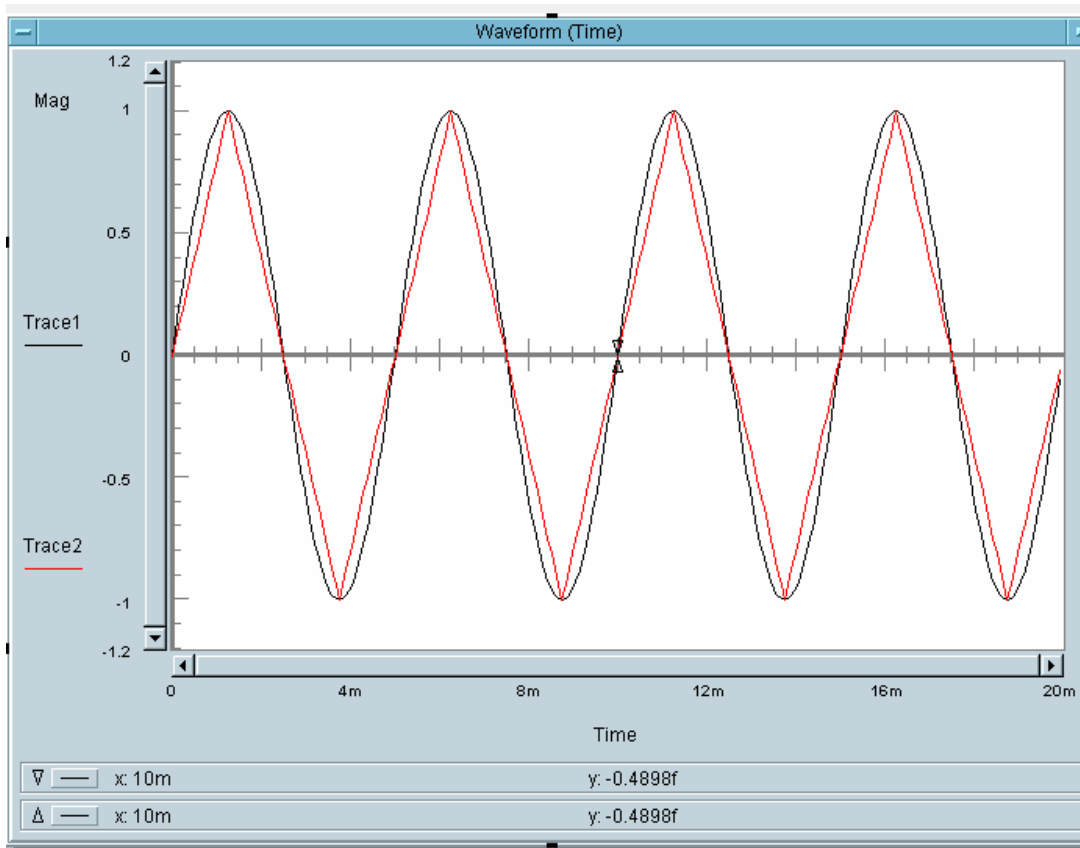 Waveform (Time)
1.2
Mag
1
0.5
Trace1
0
-0.5
Trace2
-1
-1.2
0 4m 8m 12m 16m 20m
Time
x: 10m y: -0.4898f
x: 10m y: -0.4898f